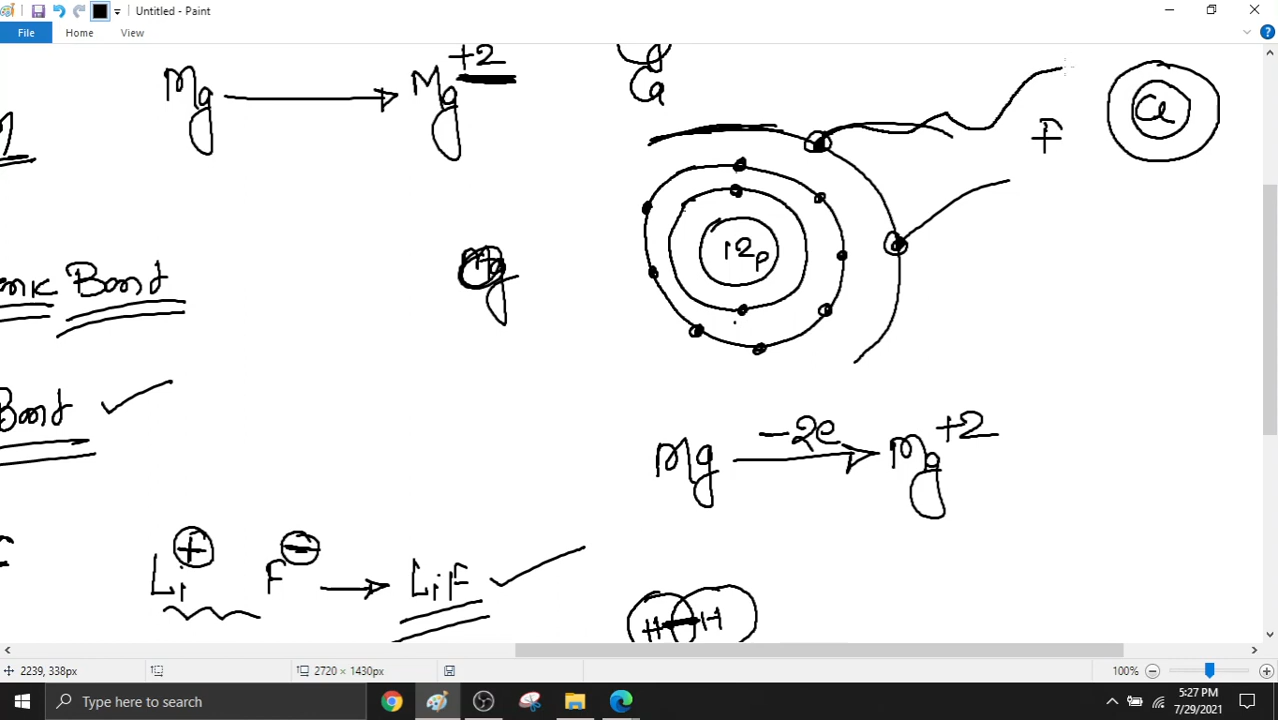 Untitled - Paint
File Home View
Mg → Mg +2
Cl
F
12p
Mg
Bond
Bond
Mg -2e → Mg +2
Li + F − → LiF
H H
2239, 338px
2720 × 1430px
100%
Type here to search
5:27 PM
7/29/2021